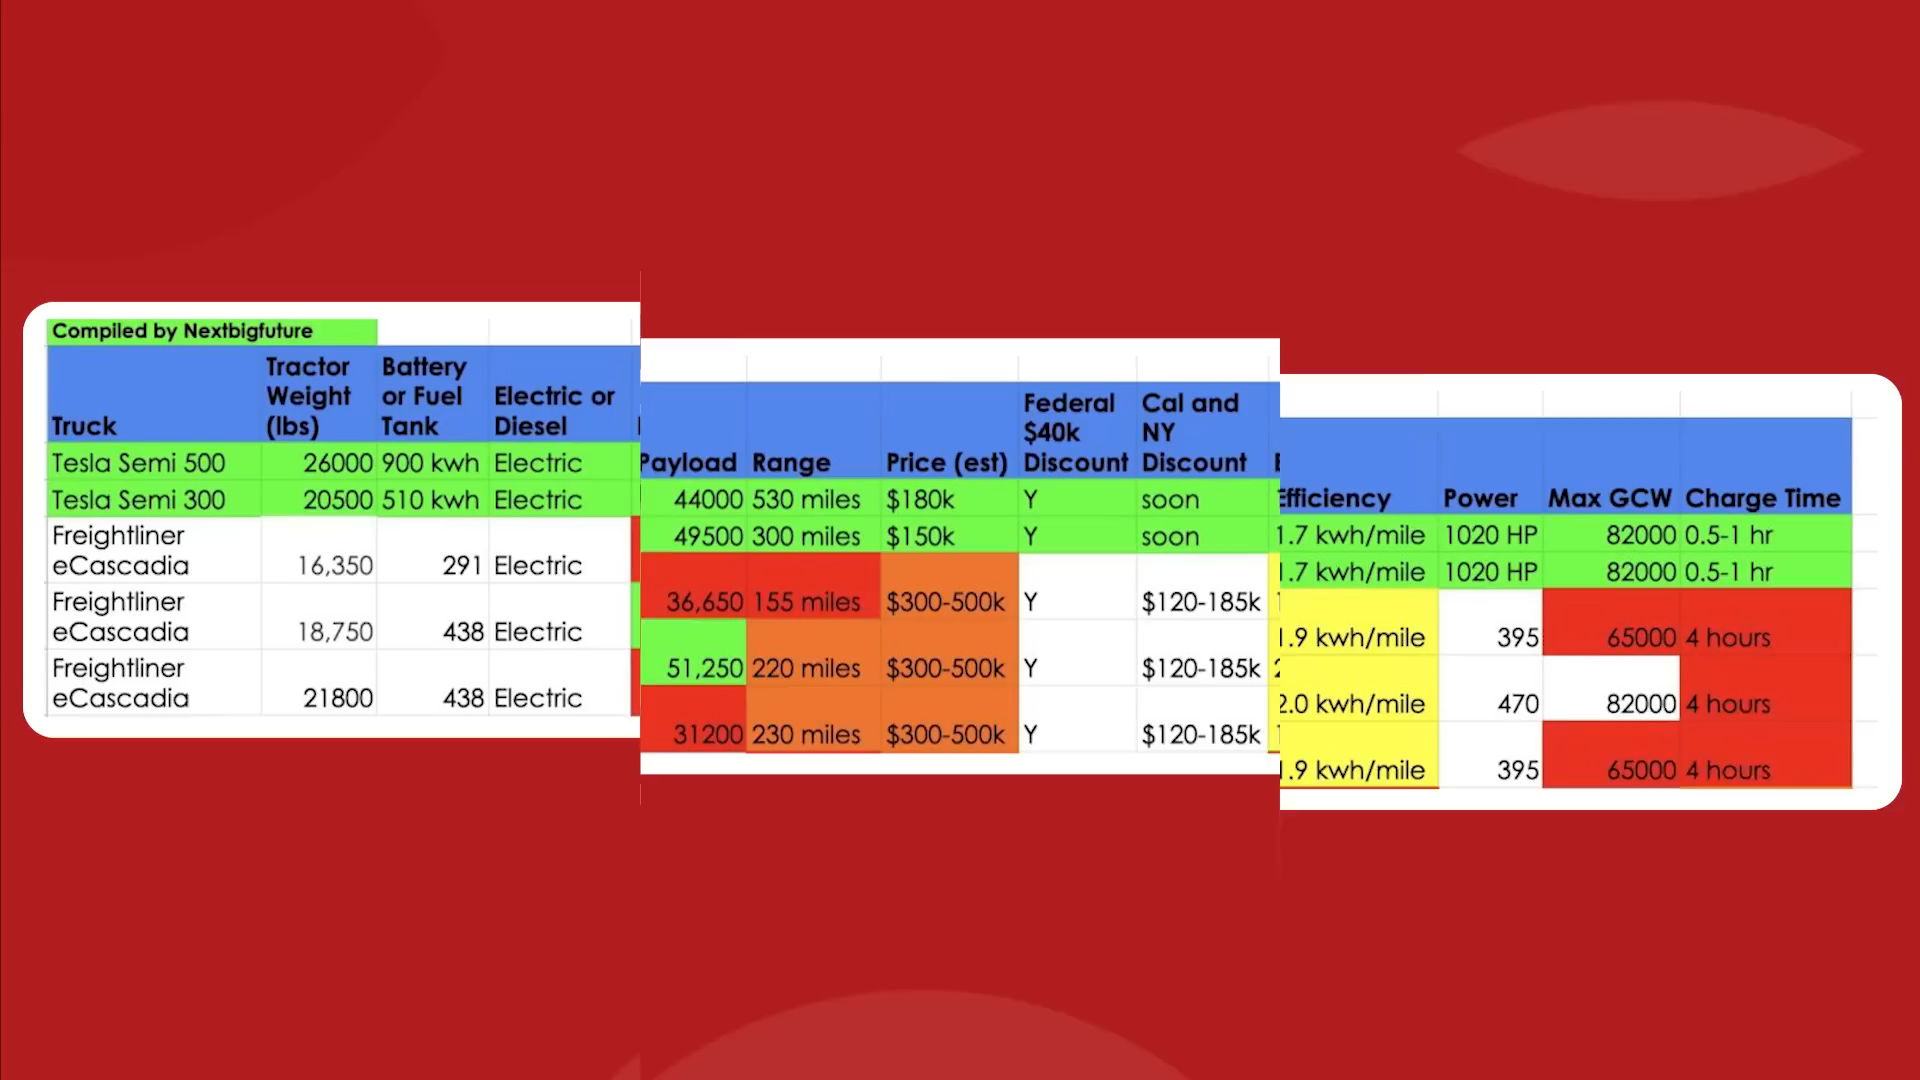 Compiled by Nextbigfuture
Truck Tractor Weight (lbs) Battery or Fuel Tank Electric or Diesel Payload Range Price (est) Federal $40k Discount Cal and NY Discount Efficiency Power Max GCW Charge Time
Tesla Semi 500 26000 900 kwh Electric 44000 530 miles $180k Y soon 1.7 kwh/mile 1020 HP 82000 0.5-1 hr
Tesla Semi 300 20500 510 kwh Electric 49500 300 miles $150k Y soon 1.7 kwh/mile 1020 HP 82000 0.5-1 hr
Freightliner eCascadia 16,350 291 Electric 36,650 155 miles $300-500k Y $120-185k 1.9 kwh/mile 395 65000 4 hours
Freightliner eCascadia 18,750 438 Electric 51,250 220 miles $300-500k Y $120-185k 2.0 kwh/mile 470 82000 4 hours
Freightliner eCascadia 21800 438 Electric 31200 230 miles $300-500k Y $120-185k 1.9 kwh/mile 395 65000 4 hours